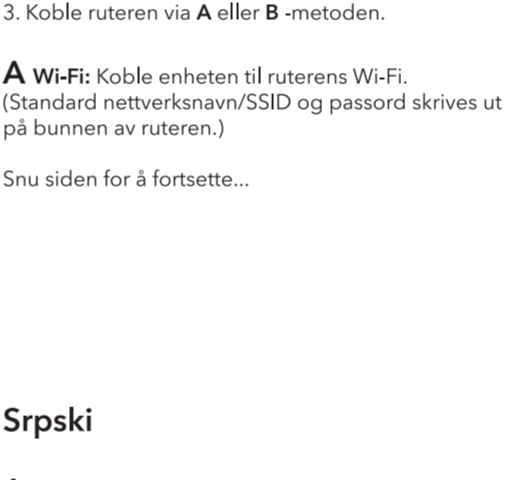 3. Koble ruteren via A eller B -metoden.
A Wi-Fi: Koble enheten til ruterens Wi-Fi.
(Standard nettverksnavn/SSID og passord skrives ut
på bunnen av ruteren.)
Snu siden for å fortsette...
Srpski